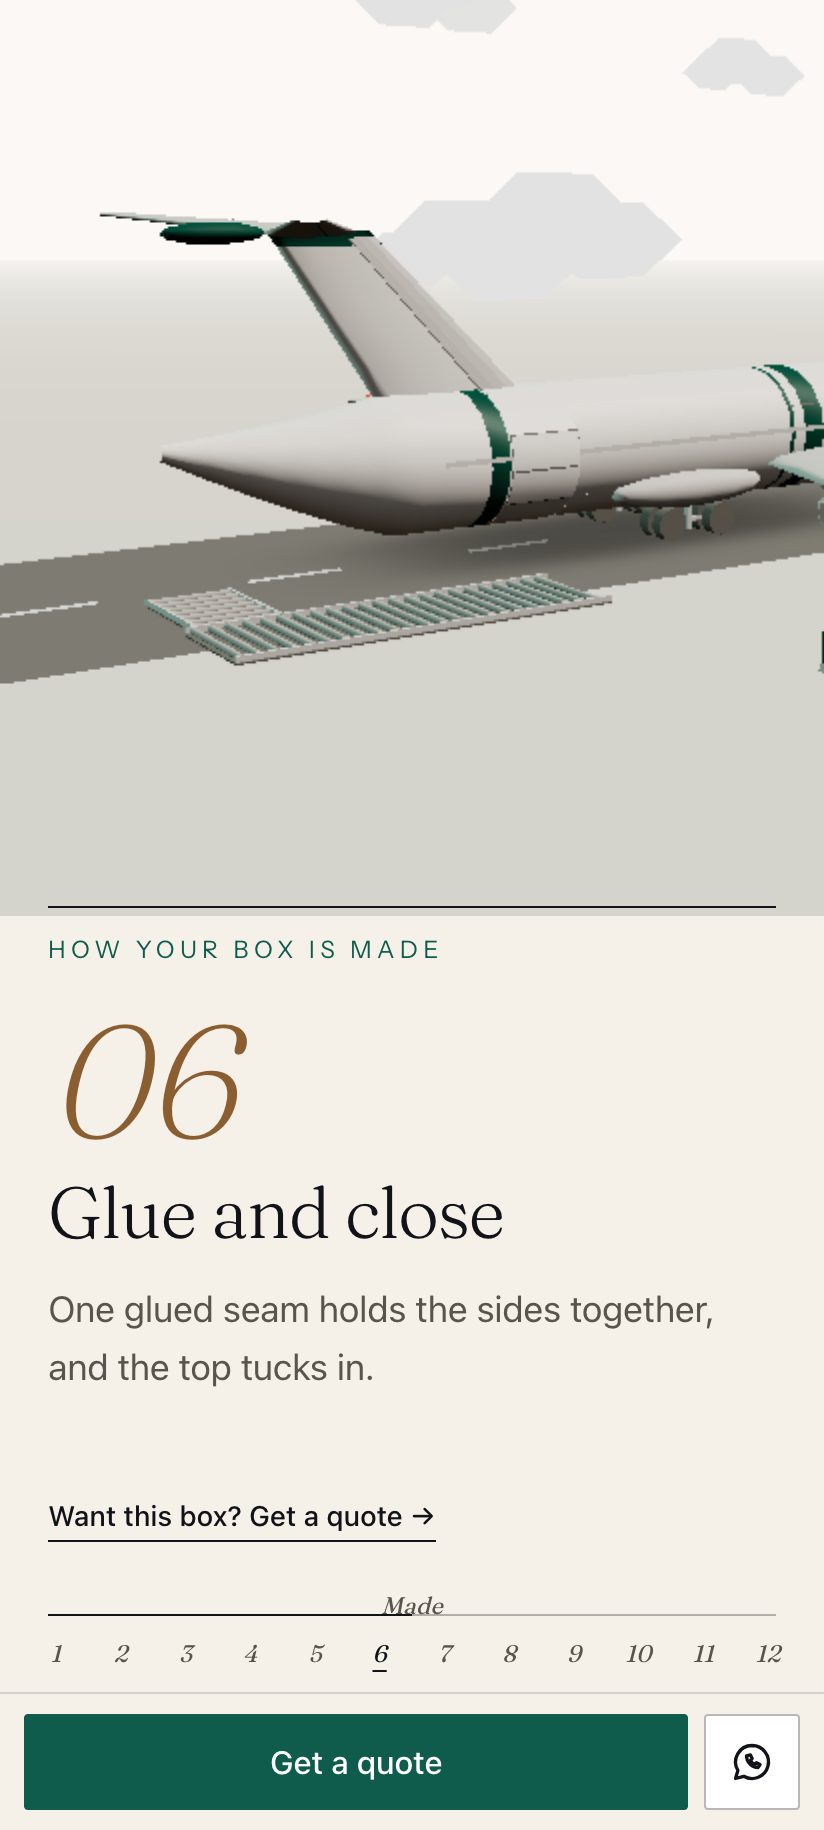 HOW YOUR BOX IS MADE
06
Glue and close
One glued seam holds the sides together,
and the top tucks in.
Want this box? Get a quote →
Made
1 2 3 4 5 6 7 8 9 10 11 12
Get a quote